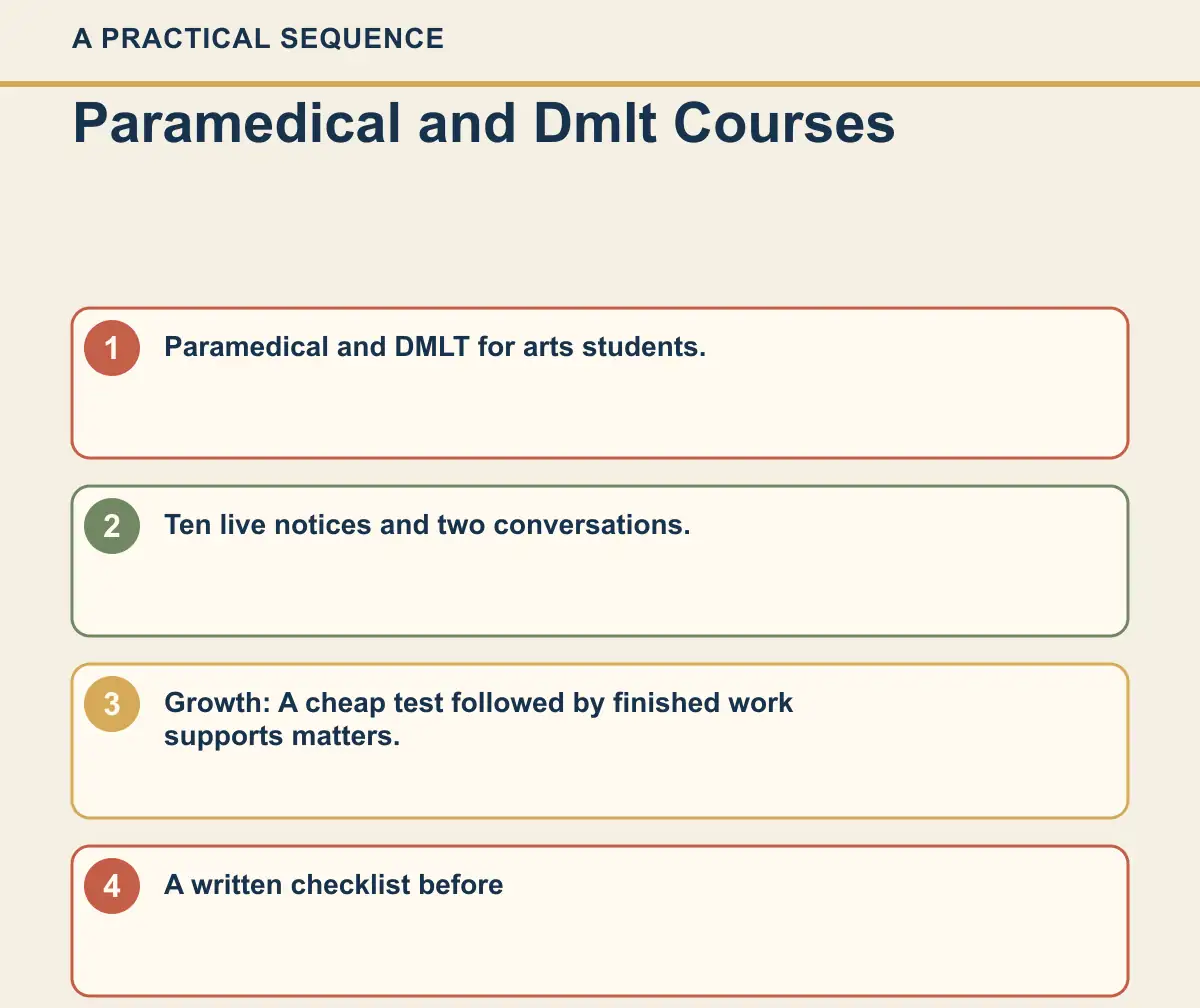 A PRACTICAL SEQUENCE
Paramedical and Dmlt Courses
1
Paramedical and DMLT for arts students.
2
Ten live notices and two conversations.
3
Growth: A cheap test followed by finished work
supports matters.
4
A written checklist before